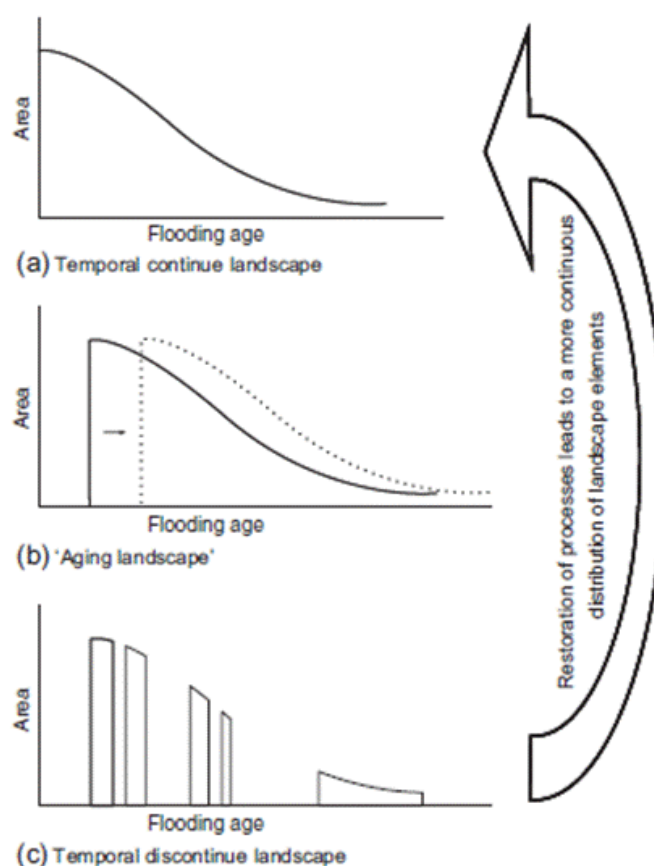 Area
Flooding age
(a) Temporal continue landscape
Area
Flooding age
(b) 'Aging landscape'
Area
Flooding age
(c) Temporal discontinue landscape
Restoration of processes leads to a more continuous
distribution of landscape elements